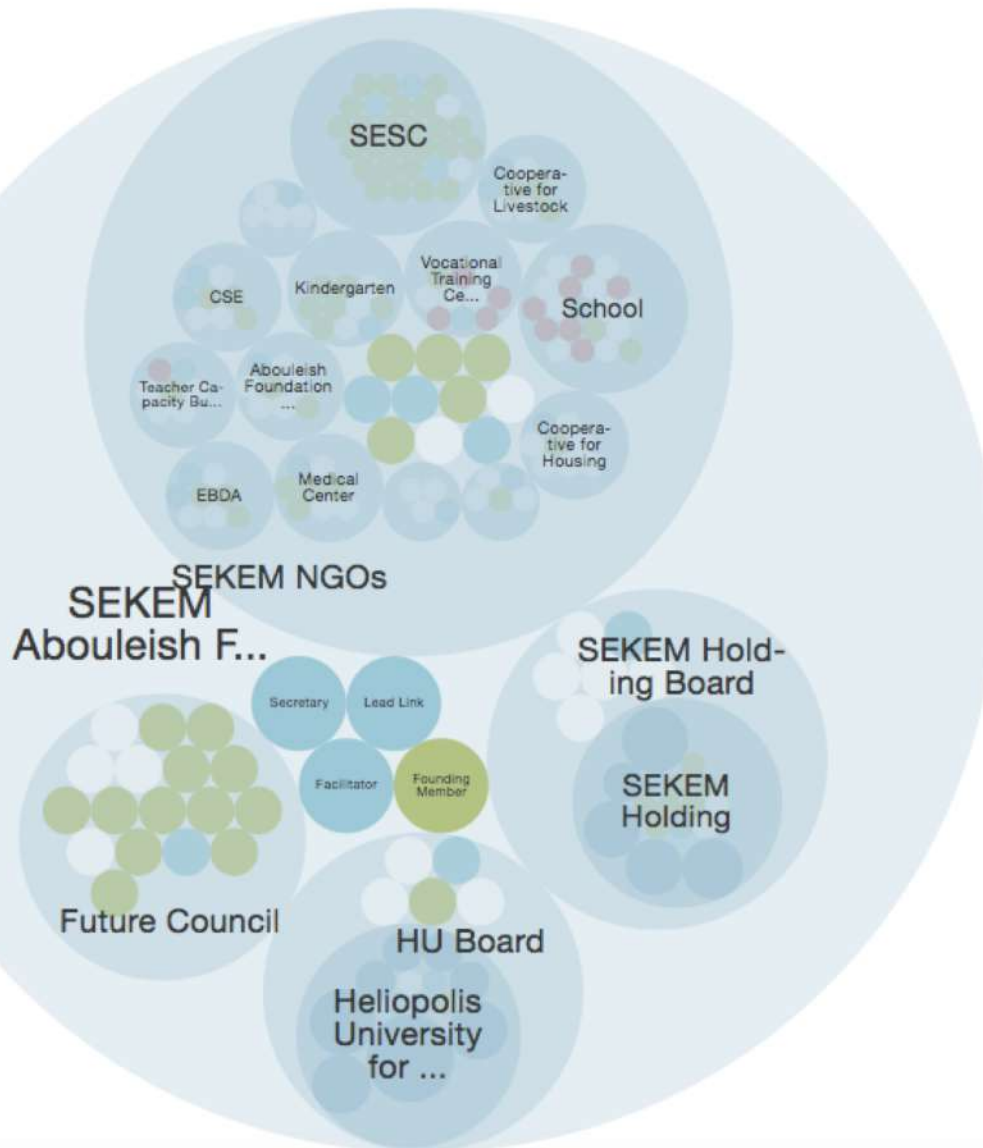 SESC
Coopera-
tive for
Livestock
Vocational
Training
Ce...
CSE
Kindergarten
School
Teacher Ca-
pacity Bu...
Abouleish
Foundation
...
Coopera-
tive for
Housing
EBDA
Medical
Center
SEKEM NGOs
SEKEM
Abouleish F...
Secretary
Lead Link
Facilitator
Founding
Member
SEKEM Hold-
ing Board
SEKEM
Holding
Future Council
HU Board
Heliopolis
University
for ...